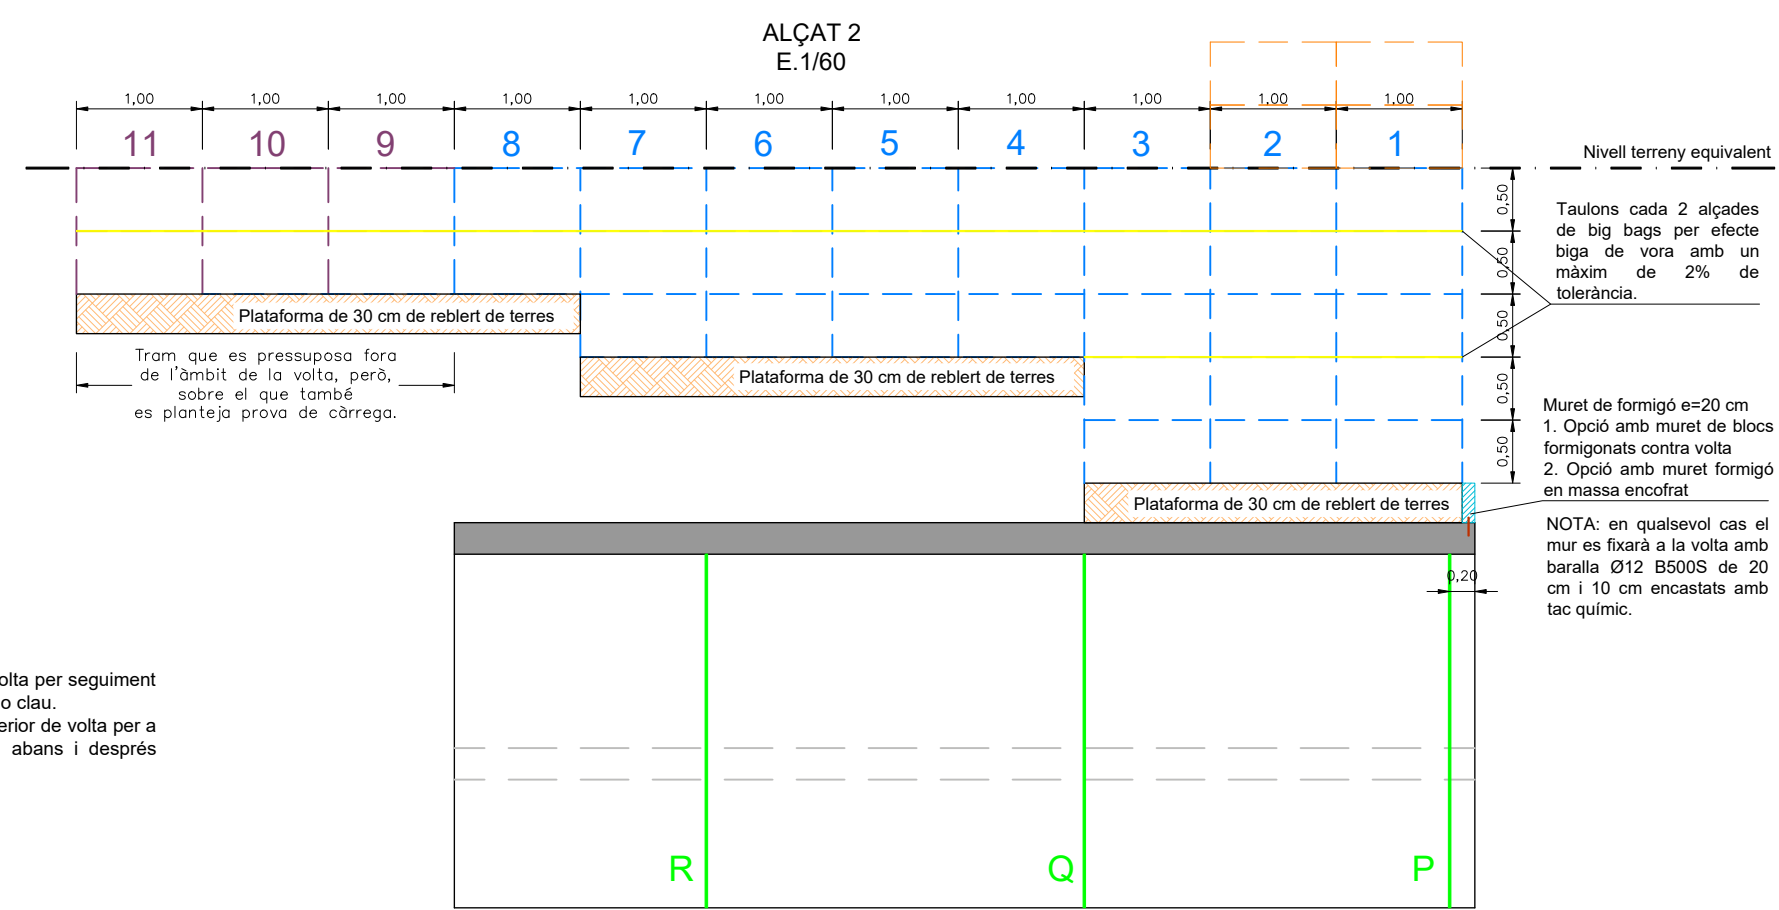 ALÇAT 2
E.1/60
1,00 1,00 1,00 1,00 1,00 1,00 1,00 1,00 1,00 1,00 1,00
11 10 9 8 7 6 5 4 3 2 1
Nivell terreny equivalent
0,50
0,50
0,50
0,50
0,50
Taulons cada 2 alçades
de big bags per efecte
biga de vora amb un
màxim de 2% de
tolerància.
Plataforma de 30 cm de reblert de terres
Tram que es pressuposa fora
de l'àmbit de la volta, però,
sobre el que també
es planteja prova de càrrega.
Plataforma de 30 cm de reblert de terres
Plataforma de 30 cm de reblert de terres
Muret de formigó e=20 cm
1. Opció amb muret de blocs
formigonats contra volta
2. Opció amb muret formigó
en massa encofrat
NOTA: en qualsevol cas el
mur es fixarà a la volta amb
baralla Ø12 B500S de 20
cm i 10 cm encastats amb
tac químic.
0,20
olta per seguiment
o clau.
erior de volta per a
abans i després
R Q P